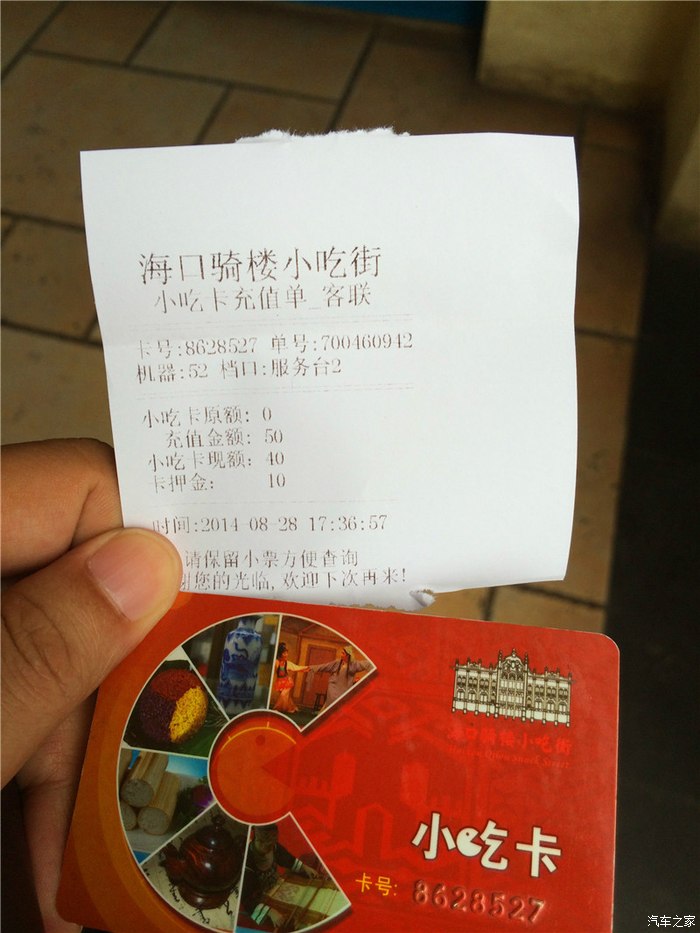 海口骑楼小吃街
小吃卡充值单_客联
卡号:8628527 单号:700460942
机器:52 档口:服务台2
小吃卡原额: 0
充值金额: 50
小吃卡现额: 40
卡押金: 10
时间:2014-08-28 17:36:57
请保留小票方便查询
谢您的光临,欢迎下次再来!
海口骑楼小吃街
小吃卡
卡号: 8628527
汽车之家